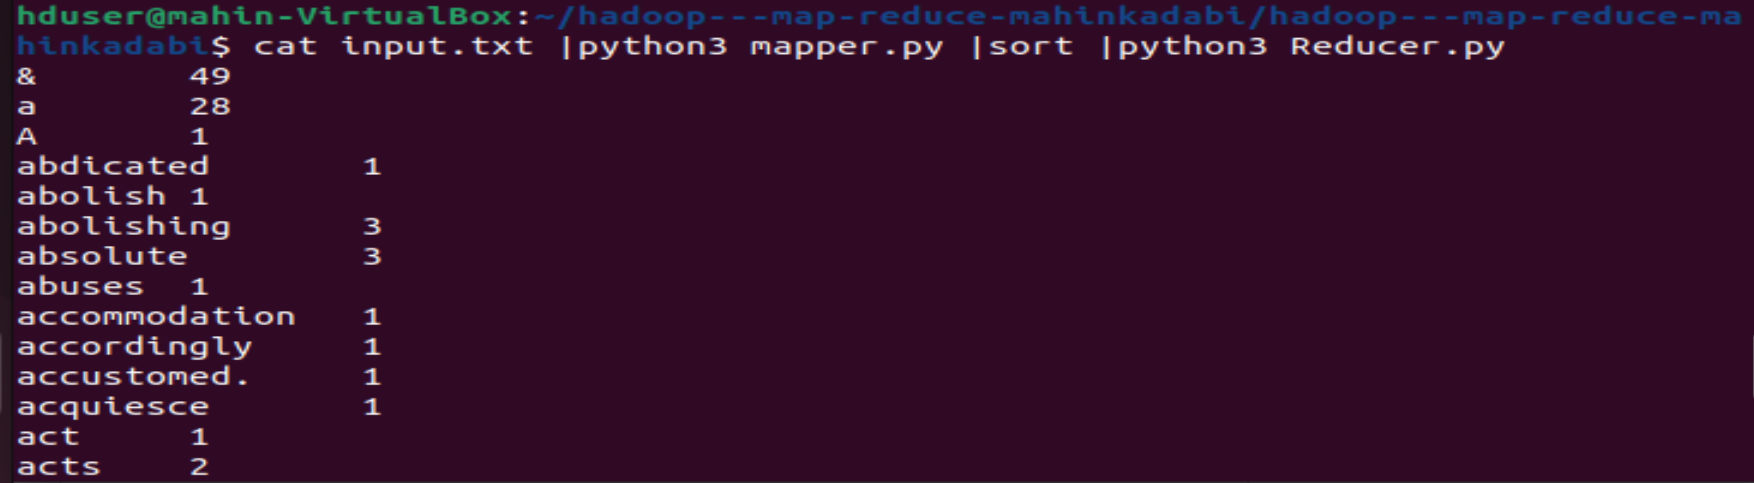 hduser@mahin-VirtualBox:~/hadoop---map-reduce-mahinkadabi/hadoop---map-reduce-ma
hinkadabi$ cat input.txt |python3 mapper.py |sort |python3 Reducer.py
& 49
a 28
A 1
abdicated 1
abolish 1
abolishing 3
absolute 3
abuses 1
accommodation 1
accordingly 1
accustomed. 1
acquiesce 1
act 1
acts 2